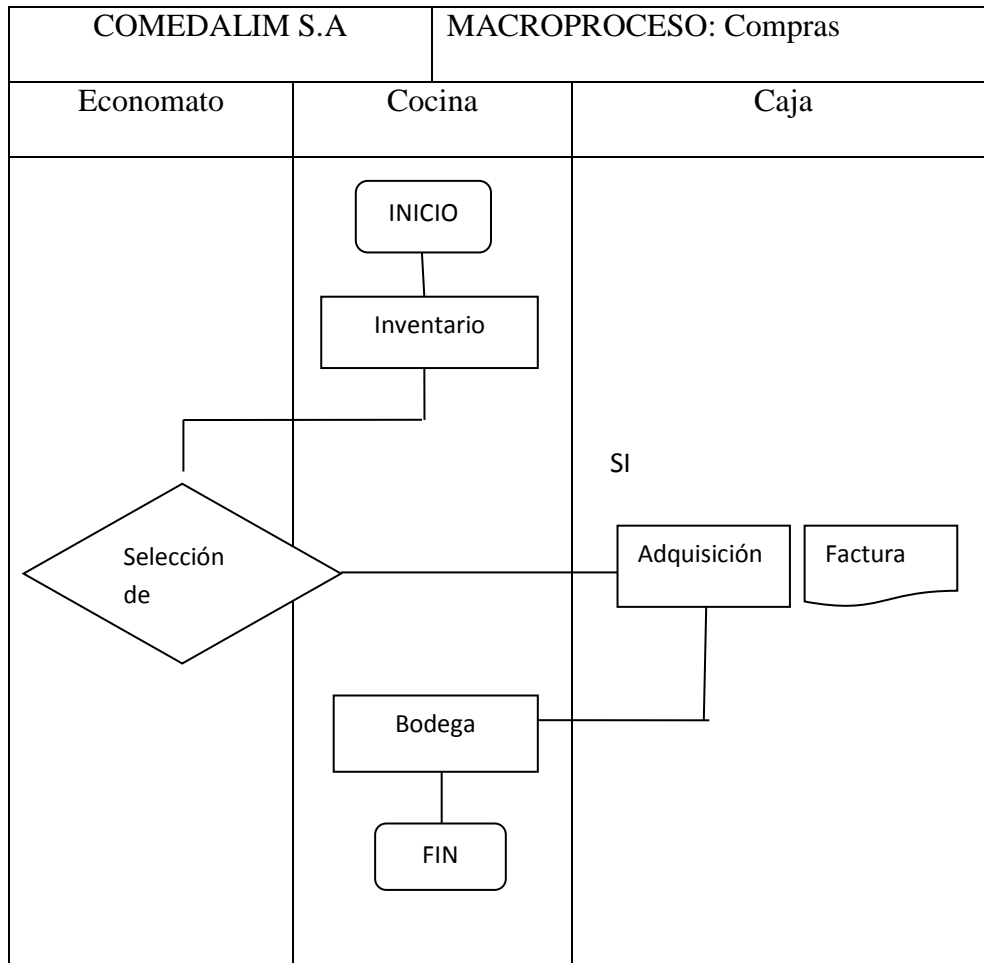 COMEDALIM S.A
MACROPROCESO: Compras
Economato
Cocina
Caja
INICIO
Inventario
SI
Selección
de
Adquisición
Factura
Bodega
FIN